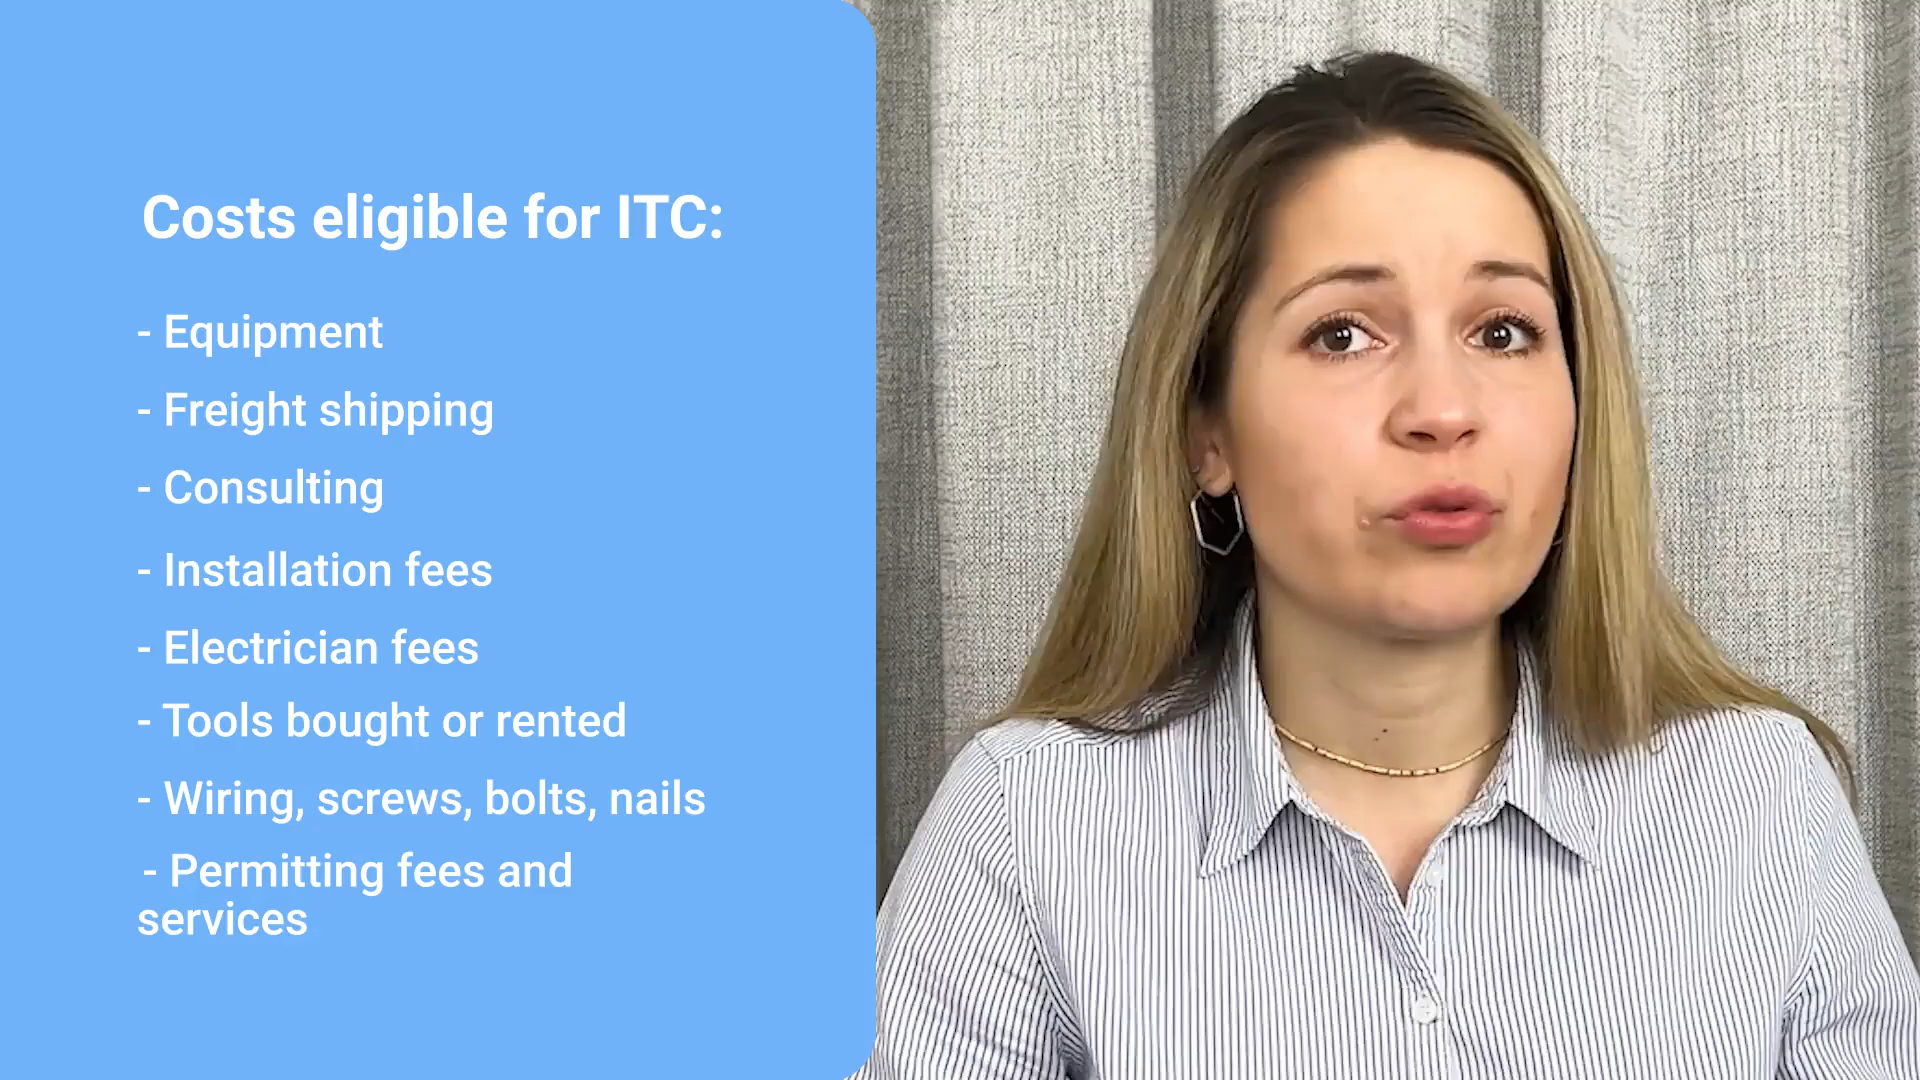 Costs eligible for ITC:
- Equipment
- Freight shipping
- Consulting
- Installation fees
- Electrician fees
- Tools bought or rented
- Wiring, screws, bolts, nails
- Permitting fees and
services